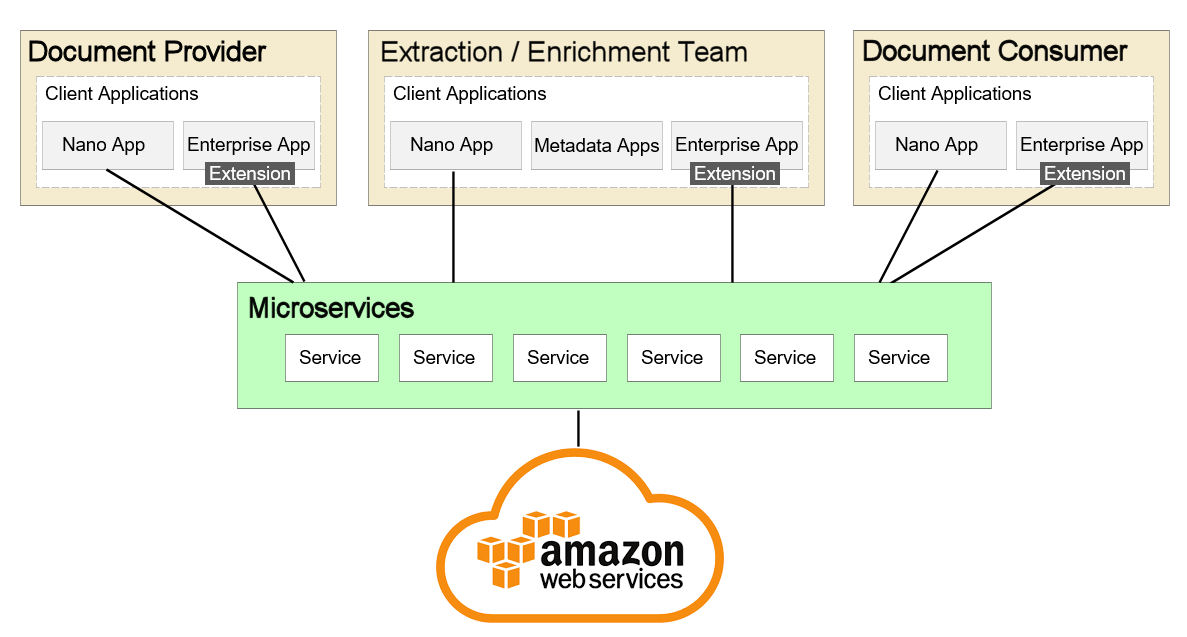 Document Provider
Client Applications
Nano App
Enterprise App
Extension
Extraction / Enrichment Team
Client Applications
Nano App
Metadata Apps
Enterprise App
Extension
Document Consumer
Client Applications
Nano App
Enterprise App
Extension
Microservices
Service
Service
Service
Service
Service
Service
amazon
web services